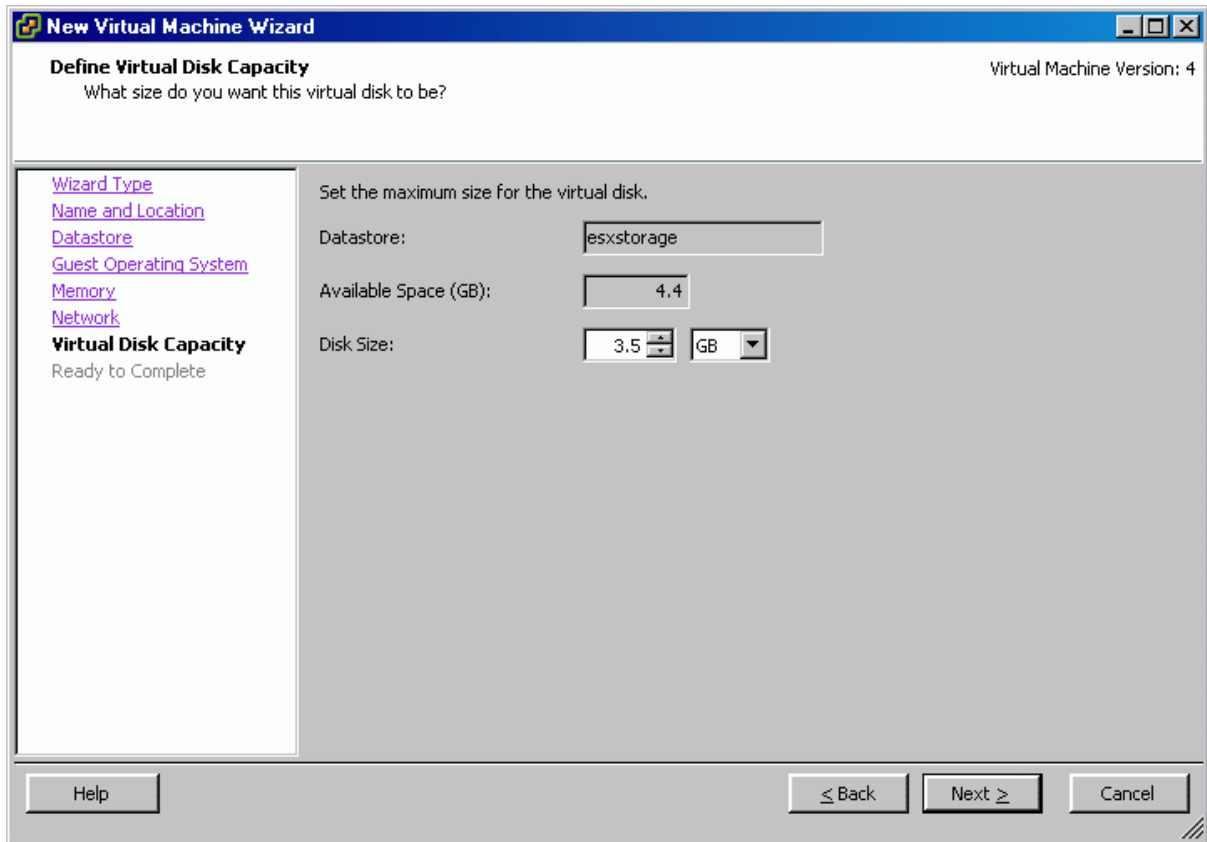 New Virtual Machine Wizard
Define Virtual Disk Capacity
What size do you want this virtual disk to be?
Virtual Machine Version: 4
Wizard Type
Name and Location
Datastore
Guest Operating System
Memory
Network
Virtual Disk Capacity
Ready to Complete
Set the maximum size for the virtual disk.
Datastore: esxstorage
Available Space (GB): 4.4
Disk Size: 3.5 GB
Help
≤ Back
Next ≥
Cancel